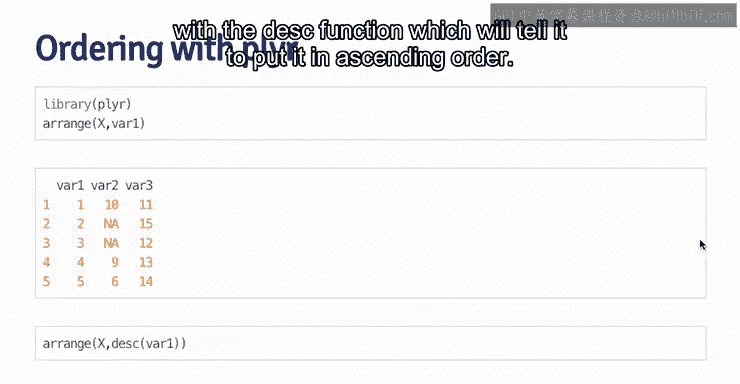 with the desc function which will tell it
to put it in ascending order.
Ordering with plyr
library(plyr)
arrange(X,var1)
var1 var2 var3
1 1 10 11
2 2 NA 15
3 3 NA 12
4 4 9 13
5 5 6 14
arrange(X,desc(var1))